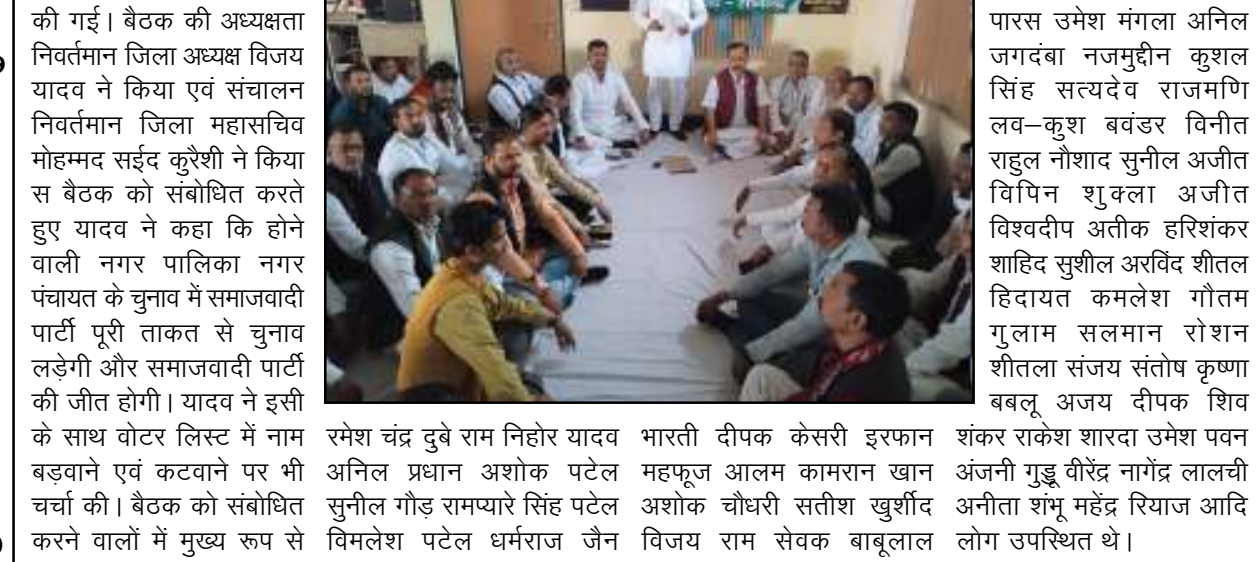 की गई। बैठक की अध्यक्षता
निवर्तमान जिला अध्यक्ष विजय
यादव ने किया एवं संचालन
निवर्तमान जिला महासचिव
मोहम्मद सईद कुरैशी ने किया
स बैठक को संबोधित करते
हुए यादव ने कहा कि होने
वाली नगर पालिका नगर
पंचायत के चुनाव में समाजवादी
पार्टी पूरी ताकत से चुनाव
लड़ेगी और समाजवादी पार्टी
की जीत होगी। यादव ने इसी
के साथ वोटर लिस्ट में नाम
बड़वाने एवं कटवाने पर भी
चर्चा की। बैठक को संबोधित
करने वालों में मुख्य रूप से
रमेश चंद्र दुबे राम निहोर यादव
अनिल प्रधान अशोक पटेल
सुनील गौड़ रामप्यारे सिंह पटेल
विमलेश पटेल धर्मराज जैन
भारती दीपक केसरी इरफान
महफूज आलम कामरान खान
अशोक चौधरी सतीश खुर्शीद
विजय राम सेवक बाबूलाल
पारस उमेश मंगला अनिल
जगदंबा नजमुद्दीन कुशल
सिंह सत्यदेव राजमणि
लव–कुश बवंडर विनीत
राहुल नौशाद सुनील अजीत
विपिन शुक्ला अजीत
विश्वदीप अतीक हरिशंकर
शाहिद सुशील अरविंद शीतल
हिदायत कमलेश गौतम
गुलाम सलमान रोशन
शीतला संजय संतोष कृष्णा
बबलू अजय दीपक शिव
शंकर राकेश शारदा उमेश पवन
अंजनी गुड्डू वीरेंद्र नागेंद्र लालची
अनीता शंभू महेंद्र रियाज आदि
लोग उपस्थित थे।